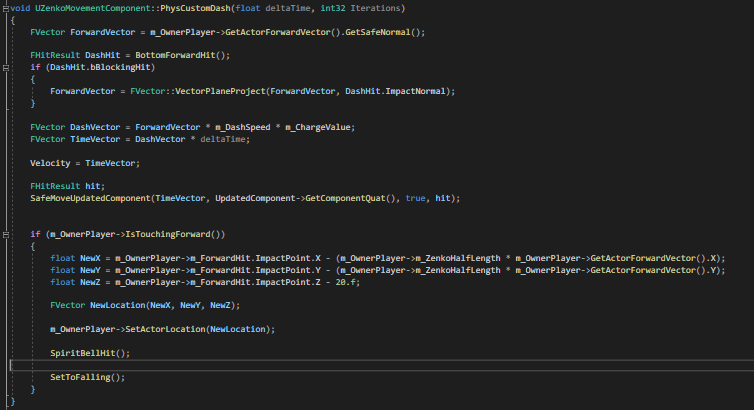 void UZenkoMovementComponent::PhysCustomDash(float deltaTime, int32 Iterations)
{
FVector ForwardVector = m_OwnerPlayer->GetActorForwardVector().GetSafeNormal();
FHitResult DashHit = BottomForwardHit();
if (DashHit.bBlockingHit)
{
ForwardVector = FVector::VectorPlaneProject(ForwardVector, DashHit.ImpactNormal);
}
FVector DashVector = ForwardVector * m_DashSpeed * m_ChargeValue;
FVector TimeVector = DashVector * deltaTime;
Velocity = TimeVector;
FHitResult hit;
SafeMoveUpdatedComponent(TimeVector, UpdatedComponent->GetComponentQuat(), true, hit);
if (m_OwnerPlayer->IsTouchingForward())
{
float NewX = m_OwnerPlayer->m_ForwardHit.ImpactPoint.X - (m_OwnerPlayer->m_ZenkoHalfLength * m_OwnerPlayer->GetActorForwardVector().X);
float NewY = m_OwnerPlayer->m_ForwardHit.ImpactPoint.Y - (m_OwnerPlayer->m_ZenkoHalfLength * m_OwnerPlayer->GetActorForwardVector().Y);
float NewZ = m_OwnerPlayer->m_ForwardHit.ImpactPoint.Z - 20.f;
FVector NewLocation(NewX, NewY, NewZ);
m_OwnerPlayer->SetActorLocation(NewLocation);
SpiritBellHit();
SetToFalling();
}
}